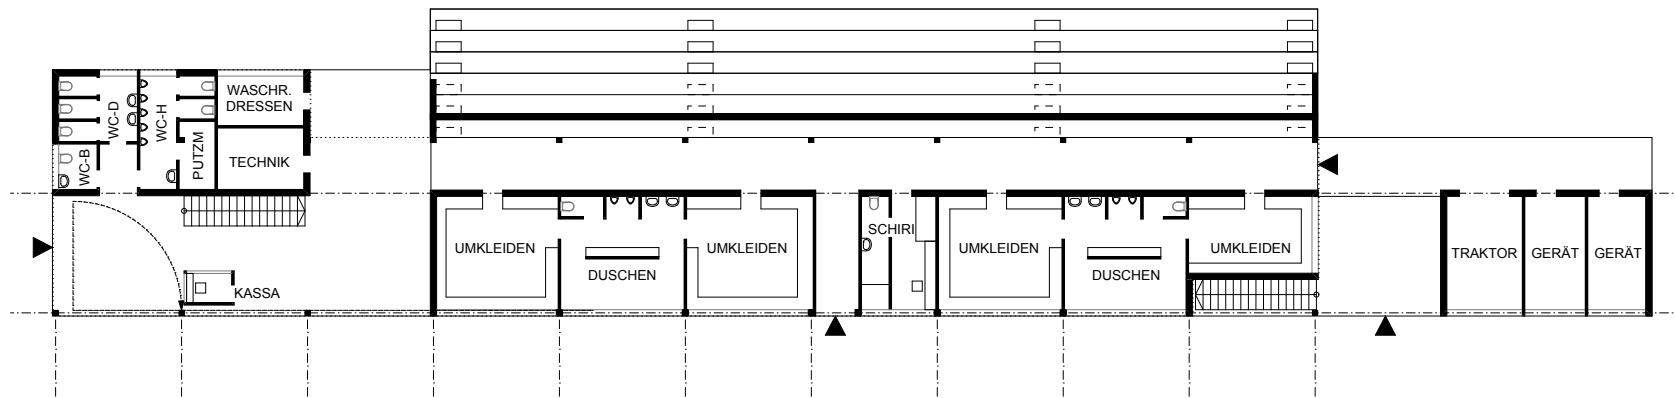 WASCHR.
DRESSEN
WC-D
WC-H
WC-B
PUTZM
TECHNIK
KASSA
UMKLEIDEN
DUSCHEN
UMKLEIDEN
SCHIRI
UMKLEIDEN
DUSCHEN
UMKLEIDEN
TRAKTOR
GERÄT
GERÄT